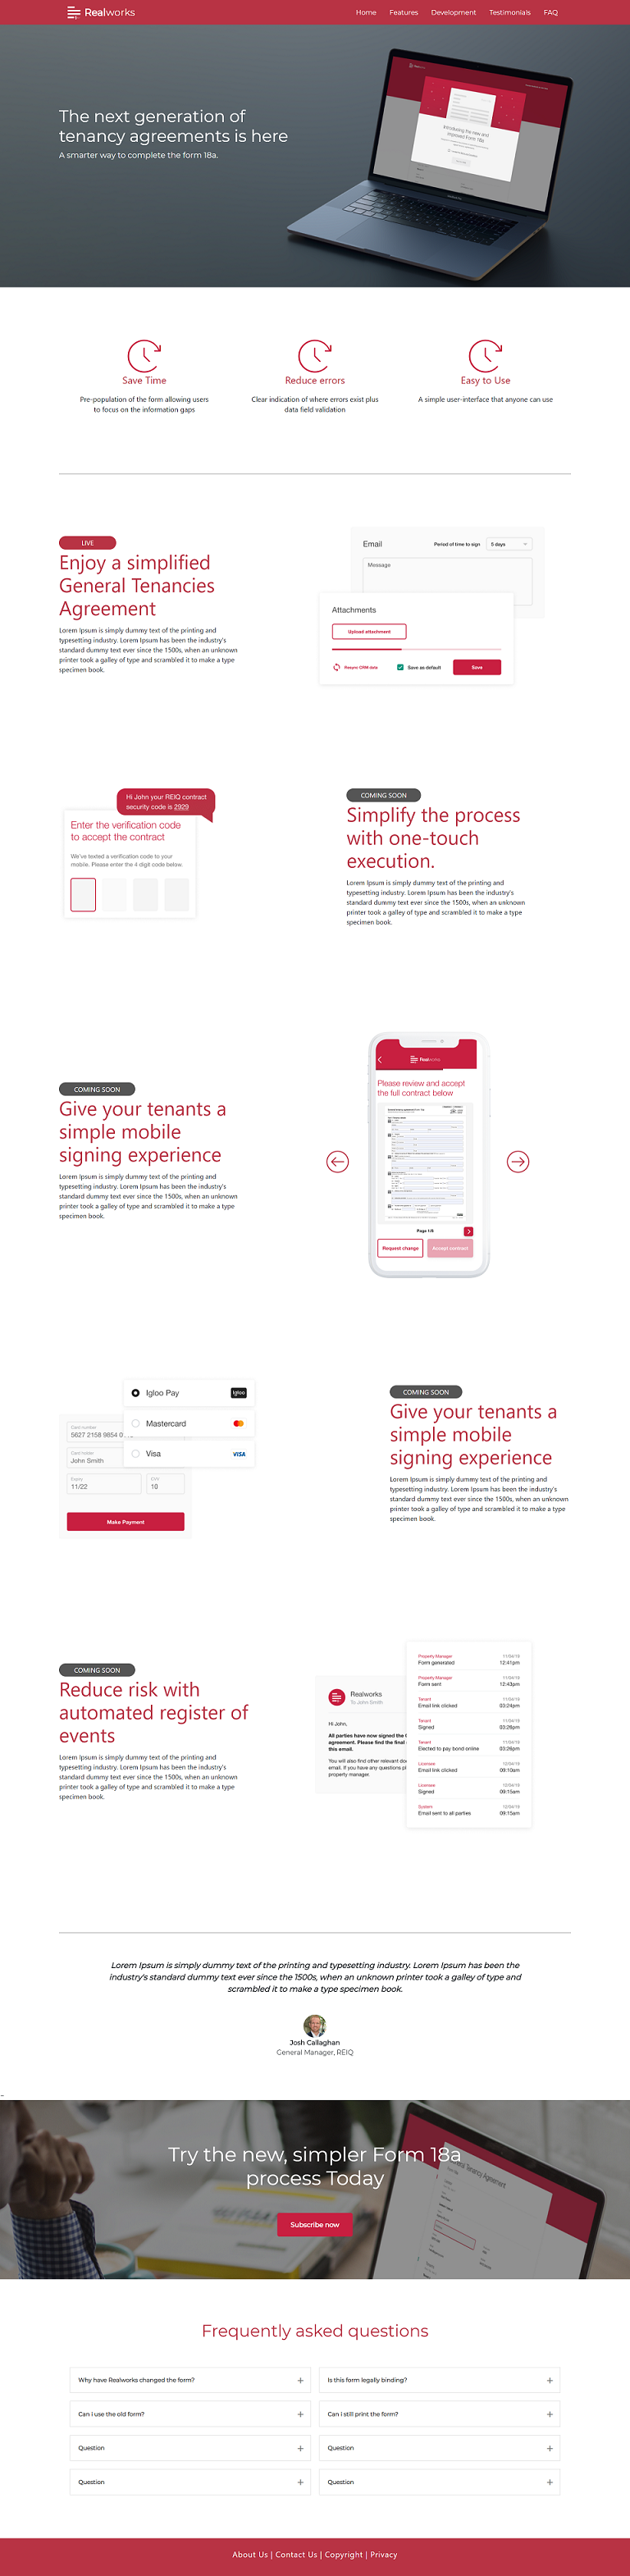 Realworks
Home Features Development Testimonials FAQ
The next generation of
tenancy agreements is here
A smarter way to complete the form 18a.
Introducing the new and
improved Form 18a
Save Time
Pre-population of the form allowing users
to focus on the information gaps
Reduce errors
Clear indication of where errors exist plus
data field validation
Easy to Use
A simple user-interface that anyone can use
LIVE
Enjoy a simplified
General Tenancies
Agreement
Lorem Ipsum is simply dummy text of the printing and
typesetting industry. Lorem Ipsum has been the industry's
standard dummy text ever since the 1500s, when an unknown
printer took a galley of type and scrambled it to make a type
specimen book.
Email
Period of time to sign
5 days
Message
Attachments
Upload attachment
Resync CRM data
Save as default
Save
Hi John your REIQ contract
security code is 2929
Enter the verification code
to accept the contract
We've texted a verification code to your
mobile. Please enter the 4 digit code below.
COMING SOON
Simplify the process
with one-touch
execution.
Lorem Ipsum is simply dummy text of the printing and
typesetting industry. Lorem Ipsum has been the industry's
standard dummy text ever since the 1500s, when an unknown
printer took a galley of type and scrambled it to make a type
specimen book.
COMING SOON
Give your tenants a
simple mobile
signing experience
Lorem Ipsum is simply dummy text of the printing and
typesetting industry. Lorem Ipsum has been the industry's
standard dummy text ever since the 1500s, when an unknown
printer took a galley of type and scrambled it to make a type
specimen book.
Realworks
Please review and accept
the full contract below
Page 1/8
Request change
Accept contract
Igloo Pay
Igloo
Mastercard
Visa
VISA
Card number
5627 2158 9854 0
Card holder
John Smith
Expiry
11/22
CVV
10
Make Payment
COMING SOON
Give your tenants a
simple mobile
signing experience
Lorem Ipsum is simply dummy text of the printing and
typesetting industry. Lorem Ipsum has been the industry's
standard dummy text ever since the 1500s, when an unknown
printer took a galley of type and scrambled it to make a type
specimen book.
COMING SOON
Reduce risk with
automated register of
events
Lorem Ipsum is simply dummy text of the printing and
typesetting industry. Lorem Ipsum has been the industry's
standard dummy text ever since the 1500s, when an unknown
printer took a galley of type and scrambled it to make a type
specimen book.
Realworks
To John Smith
Hi John,
All parties have now signed the
agreement. Please find the final
this email.
You will also find other relevant
email. If you have any questions
property manager.
Property Manager 11/04/19
Form generated 12:41pm
Property Manager 11/04/19
Form sent 12:43pm
Tenant 11/04/19
Email link clicked 03:24pm
Tenant 11/04/19
Signed 03:26pm
Tenant 11/04/19
Elected to pay bond online 03:26pm
Licensee 12/04/19
Email link clicked 09:10am
Licensee 12/04/19
Signed 09:15am
System 12/04/19
Email sent to all parties 09:15am
Lorem Ipsum is simply dummy text of the printing and typesetting industry. Lorem Ipsum has been the
industry's standard dummy text ever since the 1500s, when an unknown printer took a galley of type and
scrambled it to make a type specimen book.
Josh Callaghan
General Manager, REIQ
Try the new, simpler Form 18a
process Today
Subscribe now
Tenancy Agreement
Frequently asked questions
Why have Realworks changed the form? +
Is this form legally binding? +
Can I use the old form? +
Can I still print the form? +
Question +
Question +
Question +
Question +
About Us | Contact Us | Copyright | Privacy